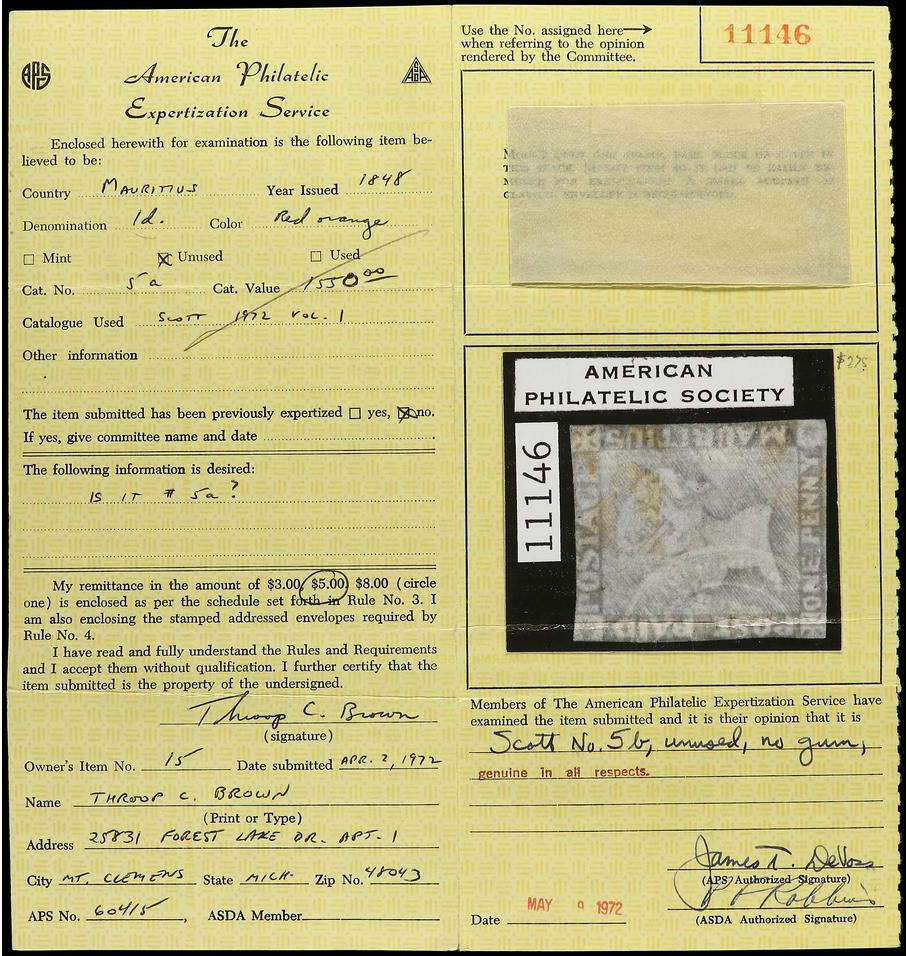 The
American Philatelic
Expertization Service
APS
ASDA
Enclosed herewith for examination is the following item be-
lieved to be:
Country MAURITIUS Year Issued 1848
Denomination 1d. Color Red orange
☐ Mint ☒ Unused ☐ Used
Cat. No. 5a Cat. Value 1550.00
Catalogue Used SCOTT 1972 VOL. 1
Other information
The item submitted has been previously expertized ☐ yes, ☒ no.
If yes, give committee name and date
The following information is desired:
IS IT # 5a?
My remittance in the amount of $3.00, $5.00, $8.00 (circle
one) is enclosed as per the schedule set forth in Rule No. 3. I
am also enclosing the stamped addressed envelopes required by
Rule No. 4.
I have read and fully understand the Rules and Requirements
and I accept them without qualification. I further certify that the
item submitted is the property of the undersigned.
Throop C. Brown
(signature)
Owner's Item No. 15 Date submitted APR. 2, 1972
Name THROOP C. BROWN
(Print or Type)
Address 25831 FOREST LAKE DR. APT. 1
City MT. CLEMENS State MICH. Zip No. 48043
APS No. 60415, ASDA Member
Use the No. assigned here
when referring to the opinion
rendered by the Committee.
11146
$275
AMERICAN
PHILATELIC SOCIETY
11146
POSTAGE
MAURITIUS
Members of The American Philatelic Expertization Service have
examined the item submitted and it is their opinion that it is
Scott No. 5b, unused, no gum,
genuine in all respects.
James T. DeVoss
(APS Authorized Signature)
Robbins
(ASDA Authorized Signature)
Date MAY 9 1972